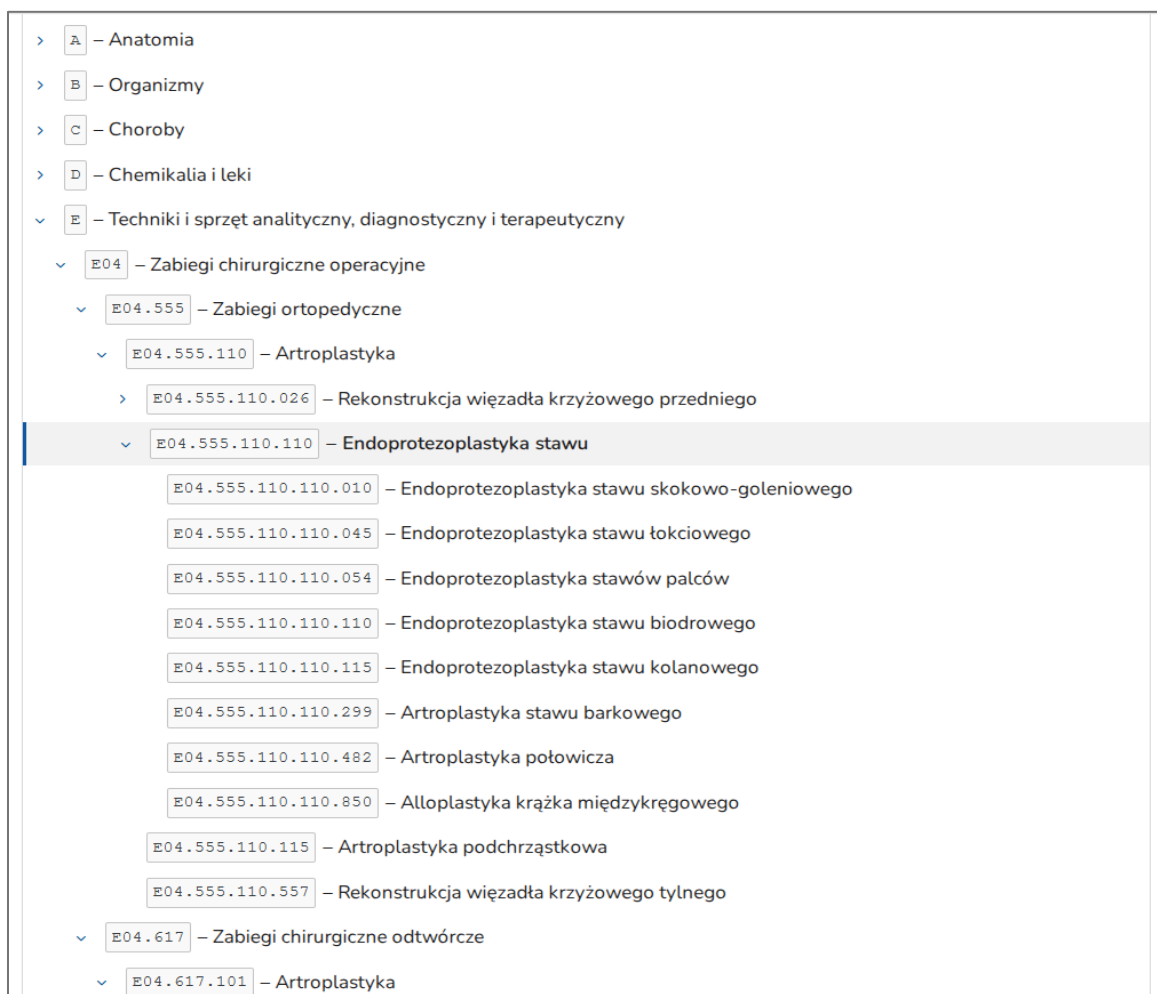 A – Anatomia
B – Organizmy
C – Choroby
D – Chemikalia i leki
E – Techniki i sprzęt analityczny, diagnostyczny i terapeutyczny
E04 – Zabiegi chirurgiczne operacyjne
E04.555 – Zabiegi ortopedyczne
E04.555.110 – Artroplastyka
E04.555.110.026 – Rekonstrukcja więzadła krzyżowego przedniego
E04.555.110.110 – Endoprotezoplastyka stawu
E04.555.110.110.010 – Endoprotezoplastyka stawu skokowo-goleniowego
E04.555.110.110.045 – Endoprotezoplastyka stawu łokciowego
E04.555.110.110.054 – Endoprotezoplastyka stawów palców
E04.555.110.110.110 – Endoprotezoplastyka stawu biodrowego
E04.555.110.110.115 – Endoprotezoplastyka stawu kolanowego
E04.555.110.110.299 – Artroplastyka stawu barkowego
E04.555.110.110.482 – Artroplastyka połowicza
E04.555.110.110.850 – Alloplastyka krążka międzykręgowego
E04.555.110.115 – Artroplastyka podchrząstkowa
E04.555.110.557 – Rekonstrukcja więzadła krzyżowego tylnego
E04.617 – Zabiegi chirurgiczne odtwórcze
E04.617.101 – Artroplastyka